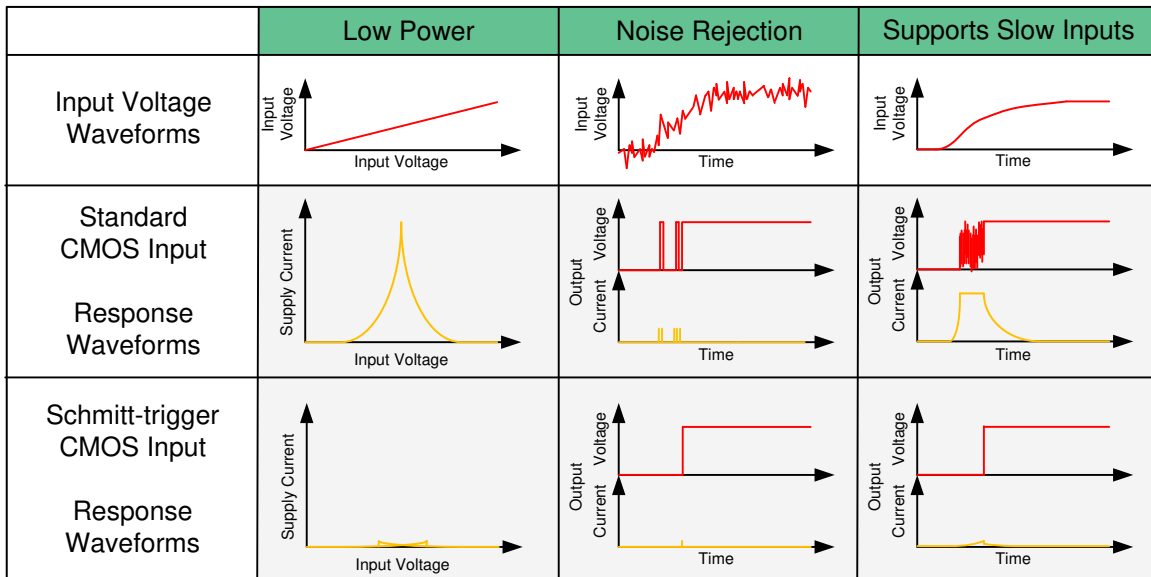 Low Power
Noise Rejection
Supports Slow Inputs
Input Voltage
Waveforms
Input
Voltage
Input Voltage
Input
Voltage
Time
Input
Voltage
Time
Standard
CMOS Input
Response
Waveforms
Supply Current
Input Voltage
Output
Voltage
Current
Time
Output
Voltage
Current
Time
Schmitt-trigger
CMOS Input
Response
Waveforms
Supply Current
Input Voltage
Output
Voltage
Current
Time
Output
Voltage
Current
Time